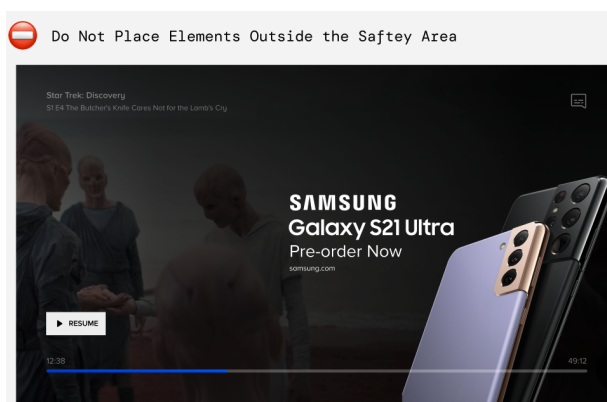 Do Not Place Elements Outside the Saftey Area
Star Trek: Discovery
S1 E4 The Butcher's Knife Cares Not for the Lamb's Cry
SAMSUNG
Galaxy S21 Ultra
Pre-order Now
samsung.com
RESUME
12:38
49:12